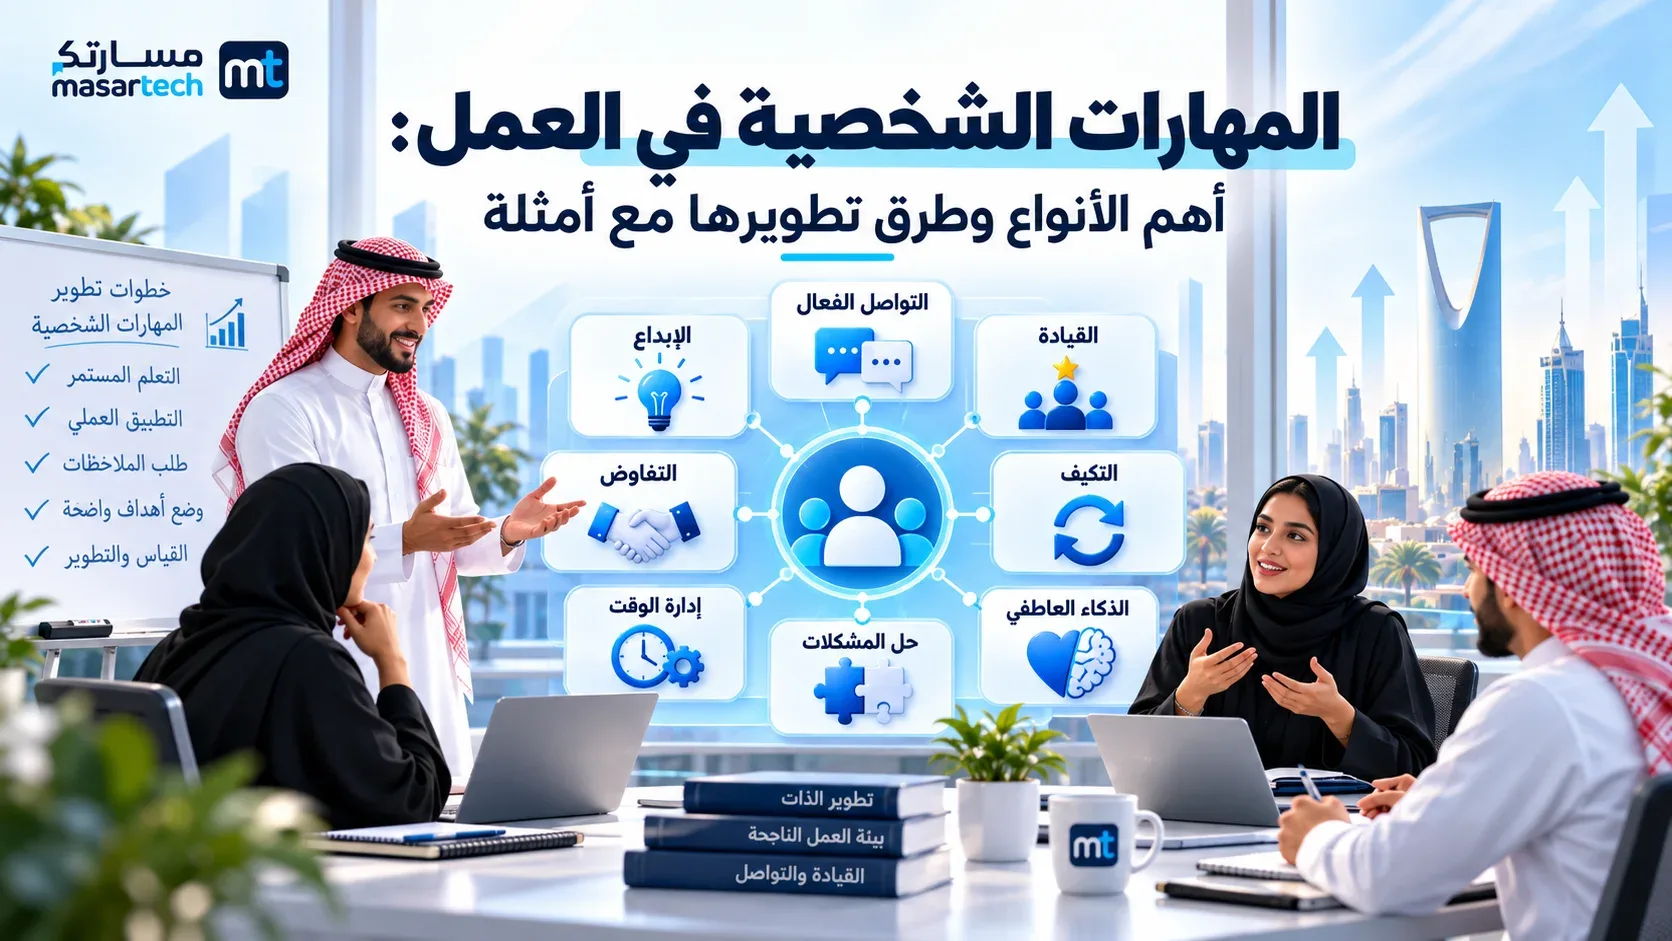 مسارتك
masartech
mt
المهارات الشخصية في العمل:
أهم الأنواع وطرق تطويرها مع أمثلة
خطوات تطوير
المهارات الشخصية
التعلم المستمر
التطبيق العملي
طلب الملاحظات
وضع أهداف واضحة
القياس والتطوير
التواصل الفعال
القيادة
الإبداع
التكيف
التفاوض
الذكاء العاطفي
إدارة الوقت
حل المشكلات
تطوير الذات
بيئة العمل الناجحة
القيادة والتواصل
mt